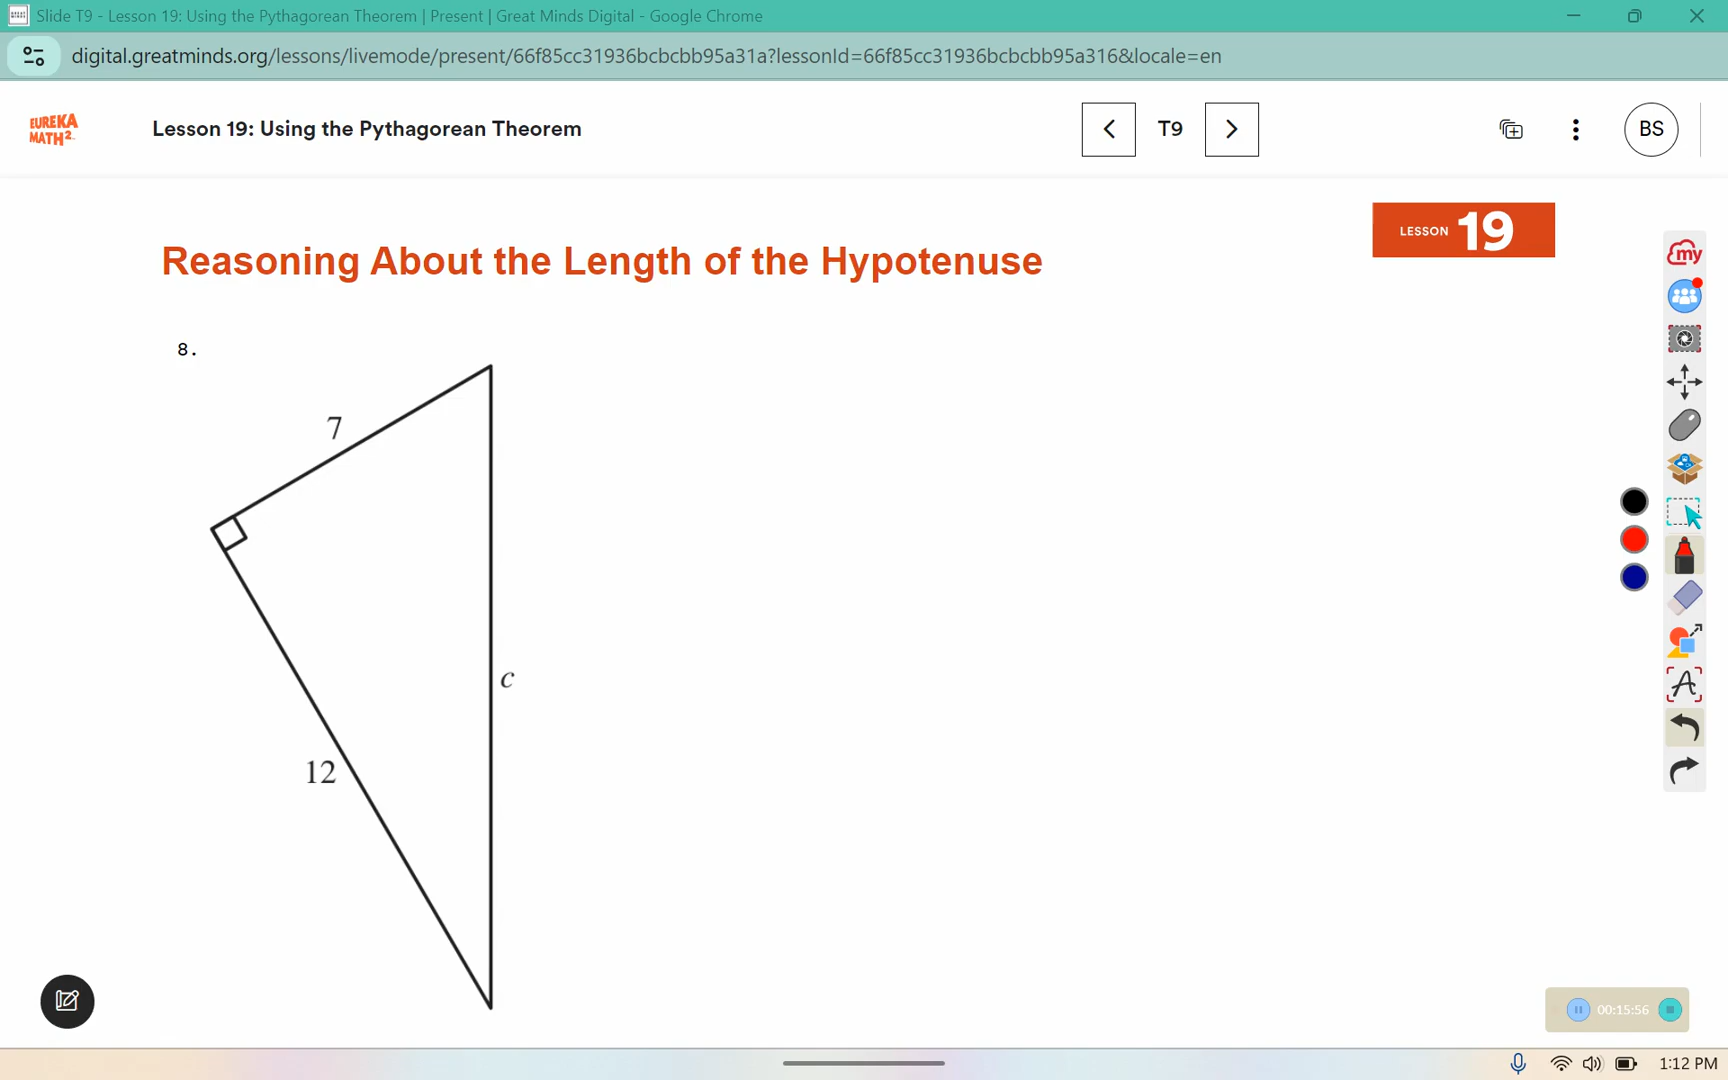 Slide T9 - Lesson 19: Using the Pythagorean Theorem | Present | Great Minds Digital - Google Chrome
digital.greatminds.org/lessons/livemode/present/66f85cc31936bcbcbb95a31a?lessonId=66f85cc31936bcbcbb95a316&locale=en
EUREKA
MATH²
Lesson 19: Using the Pythagorean Theorem
T9
BS
LESSON 19
Reasoning About the Length of the Hypotenuse
my
8.
7
c
12
A
00:15:56
1:12 PM